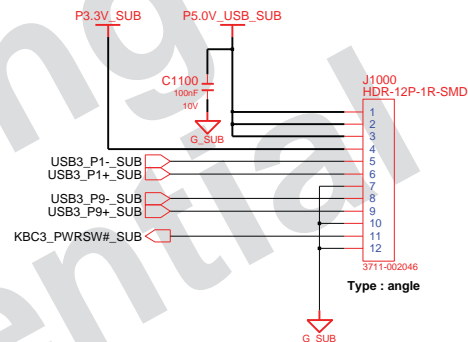 P3.3V_SUB
P5.0V_USB_SUB
C1100
100nF
10V
G_SUB
J1000
HDR-12P-1R-SMD
1
2
3
4
USB3_P1-_SUB 5
USB3_P1+_SUB 6
7
USB3_P9-_SUB 8
USB3_P9+_SUB 9
10
KBC3_PWRSW#_SUB 11
12
3711-002046
Type : angle
G_SUB